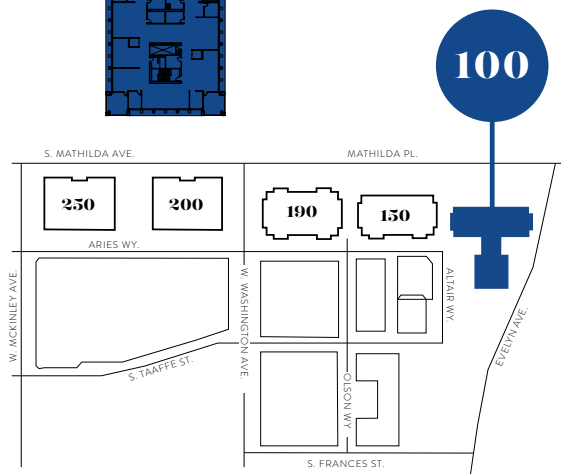 100
S. MATHILDA AVE.
MATHILDA PL.
250
200
190
150
ARIES WY.
W. MCKINLEY AVE.
W. WASHINGTON AVE.
ALTAIR WY
EVELYN AVE.
S. TAAFFE ST.
OLSON WY
S. FRANCES ST.